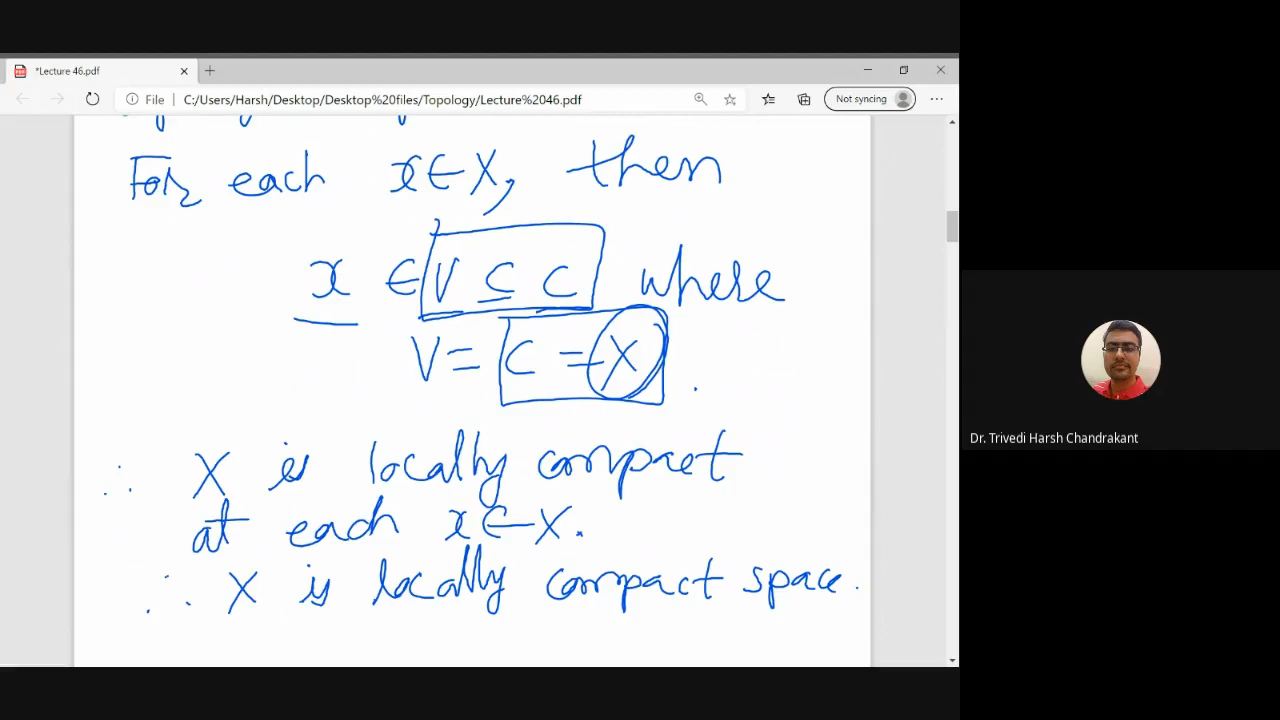 *Lecture 46.pdf
File | C:/Users/Harsh/Desktop/Desktop%20files/Topology/Lecture%2046.pdf
Not syncing
For each x∈X, then
x ∈ V ⊆ C where
V = C = X .
∴ X is locally compact
at each x∈X.
∴ X is locally compact space.
Dr. Trivedi Harsh Chandrakant